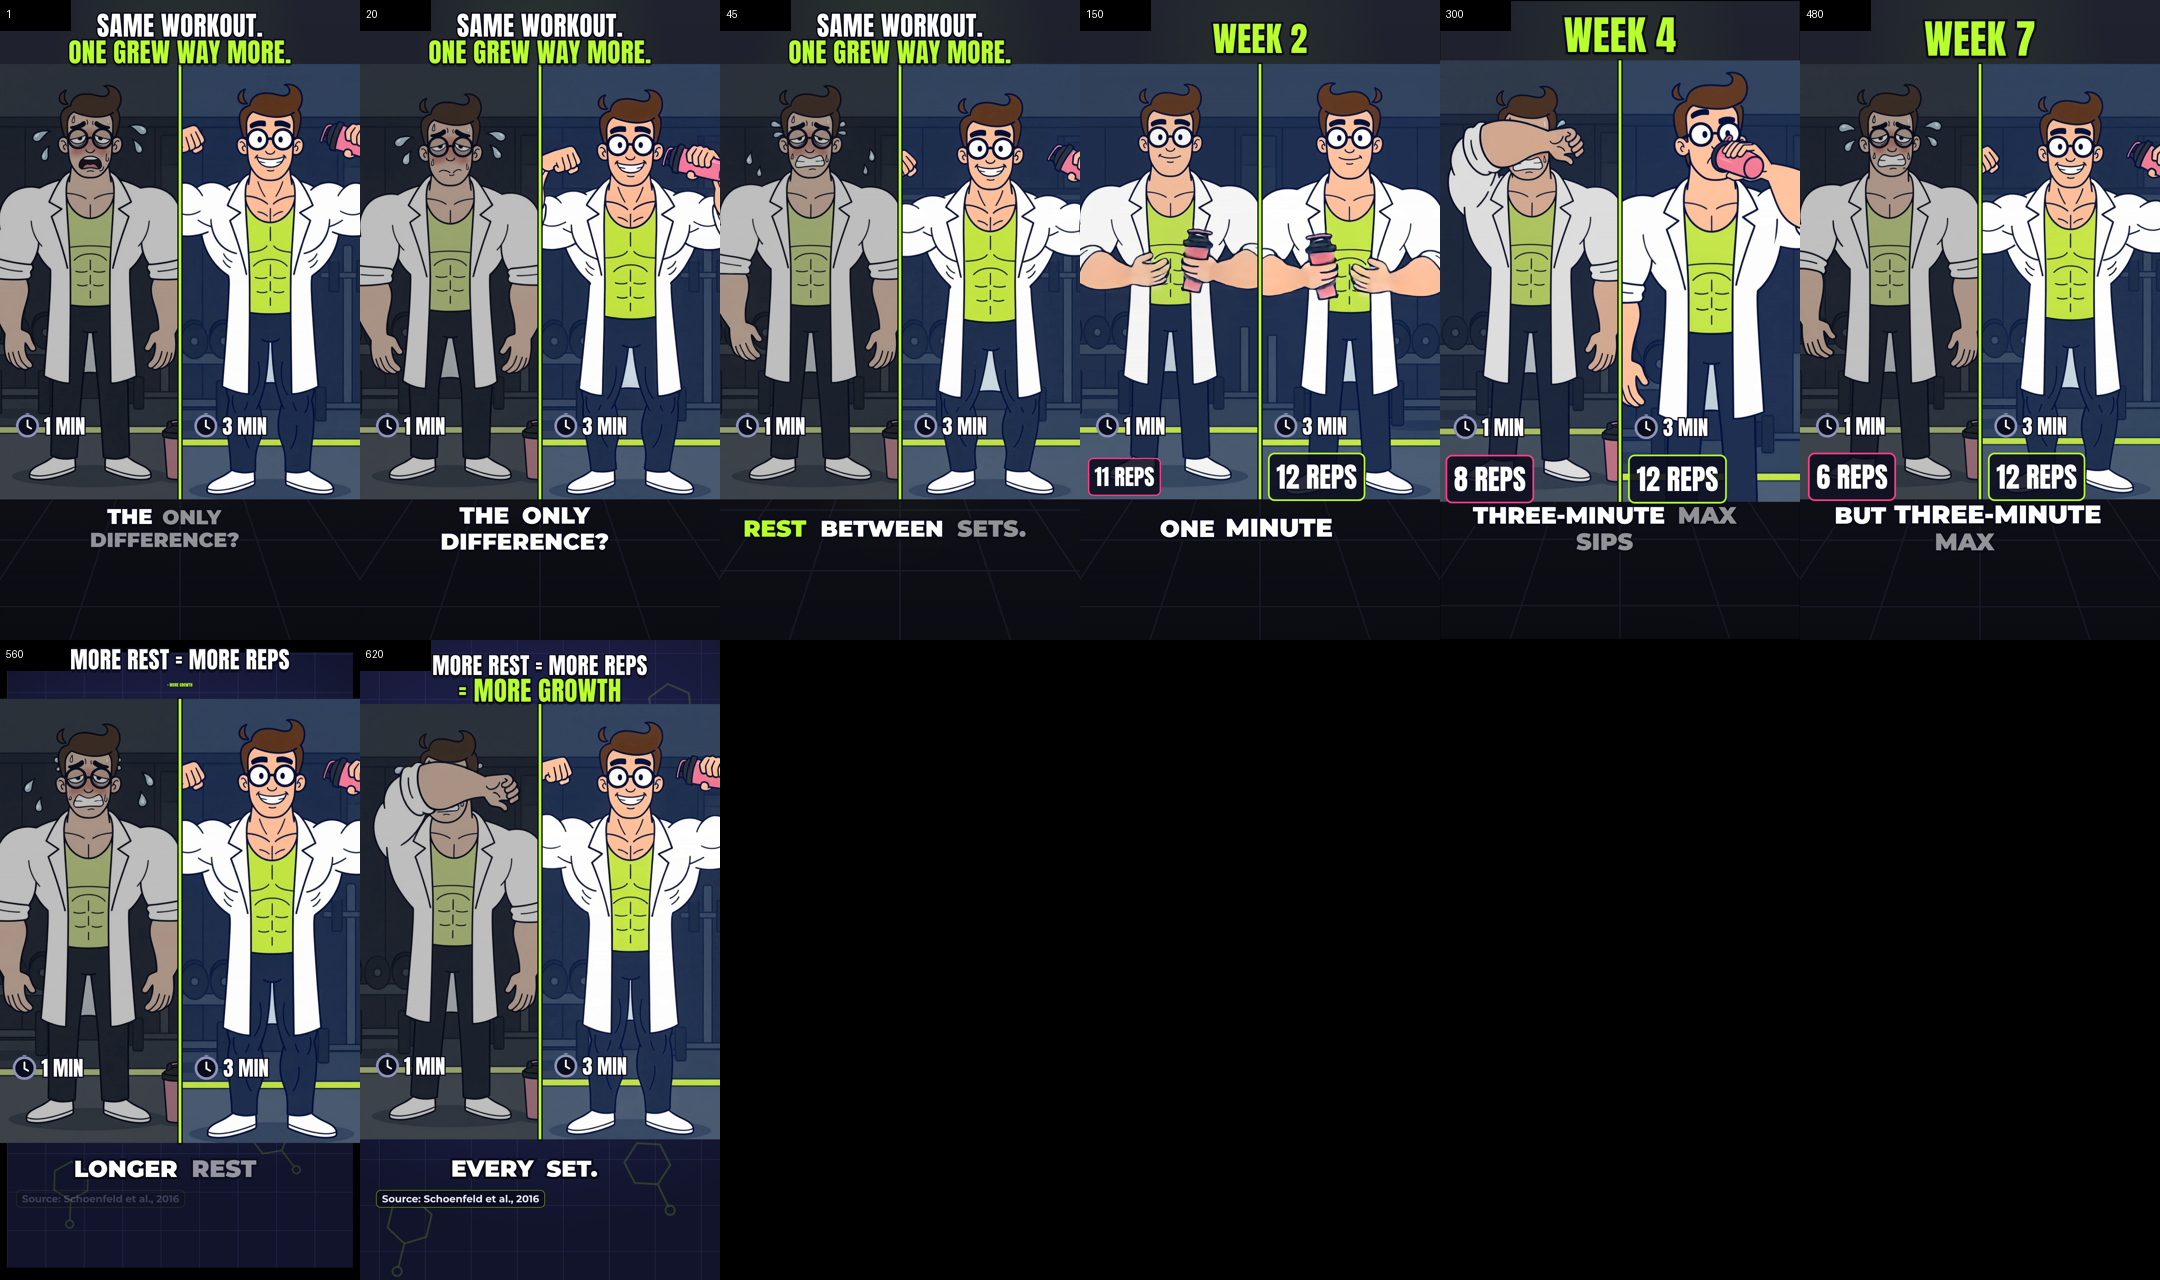 1
SAME WORKOUT.
ONE GREW WAY MORE.
1 MIN
3 MIN
THE ONLY
DIFFERENCE?
20
SAME WORKOUT.
ONE GREW WAY MORE.
1 MIN
3 MIN
THE ONLY
DIFFERENCE?
45
SAME WORKOUT.
ONE GREW WAY MORE.
1 MIN
3 MIN
REST BETWEEN SETS.
150
WEEK 2
1 MIN
3 MIN
11 REPS
12 REPS
ONE MINUTE
300
WEEK 4
1 MIN
3 MIN
8 REPS
12 REPS
THREE-MINUTE MAX
SIPS
480
WEEK 7
1 MIN
3 MIN
6 REPS
12 REPS
BUT THREE-MINUTE
MAX
560
MORE REST = MORE REPS
= MORE GROWTH
1 MIN
3 MIN
LONGER REST
Source: Schoenfeld et al., 2016
620
MORE REST = MORE REPS
= MORE GROWTH
1 MIN
3 MIN
EVERY SET.
Source: Schoenfeld et al., 2016